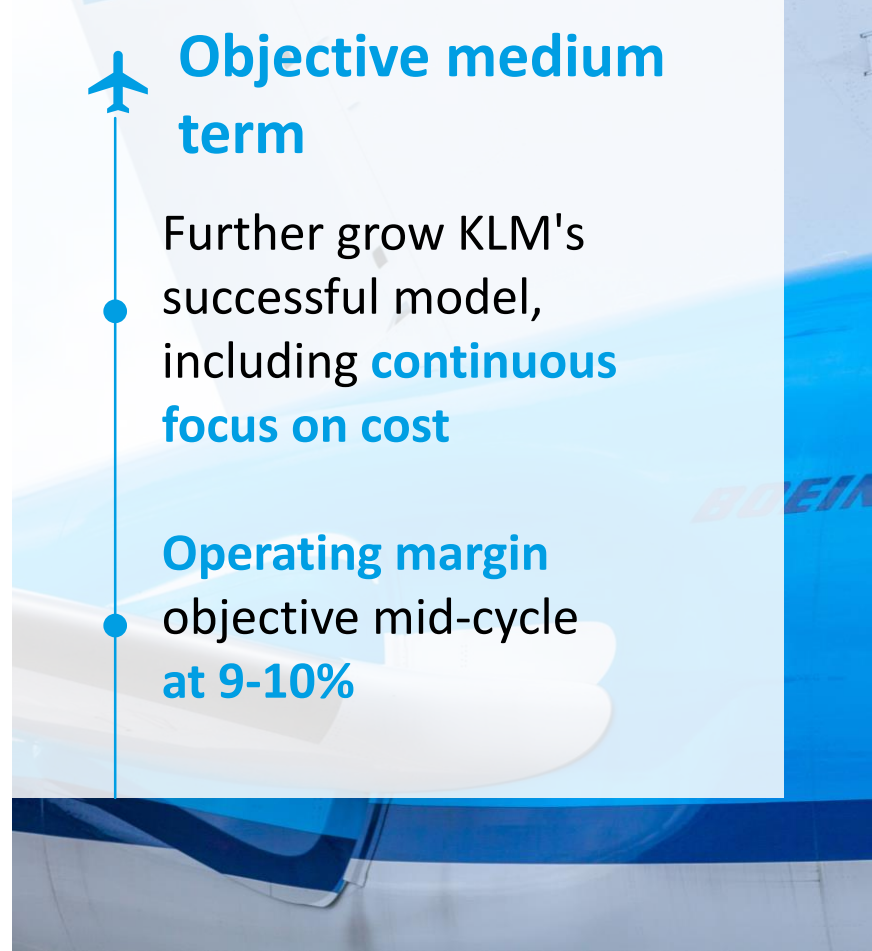 Objective medium
term
Further grow KLM's
successful model,
including continuous
focus on cost
Operating margin
objective mid-cycle
at 9-10%
BOEIN